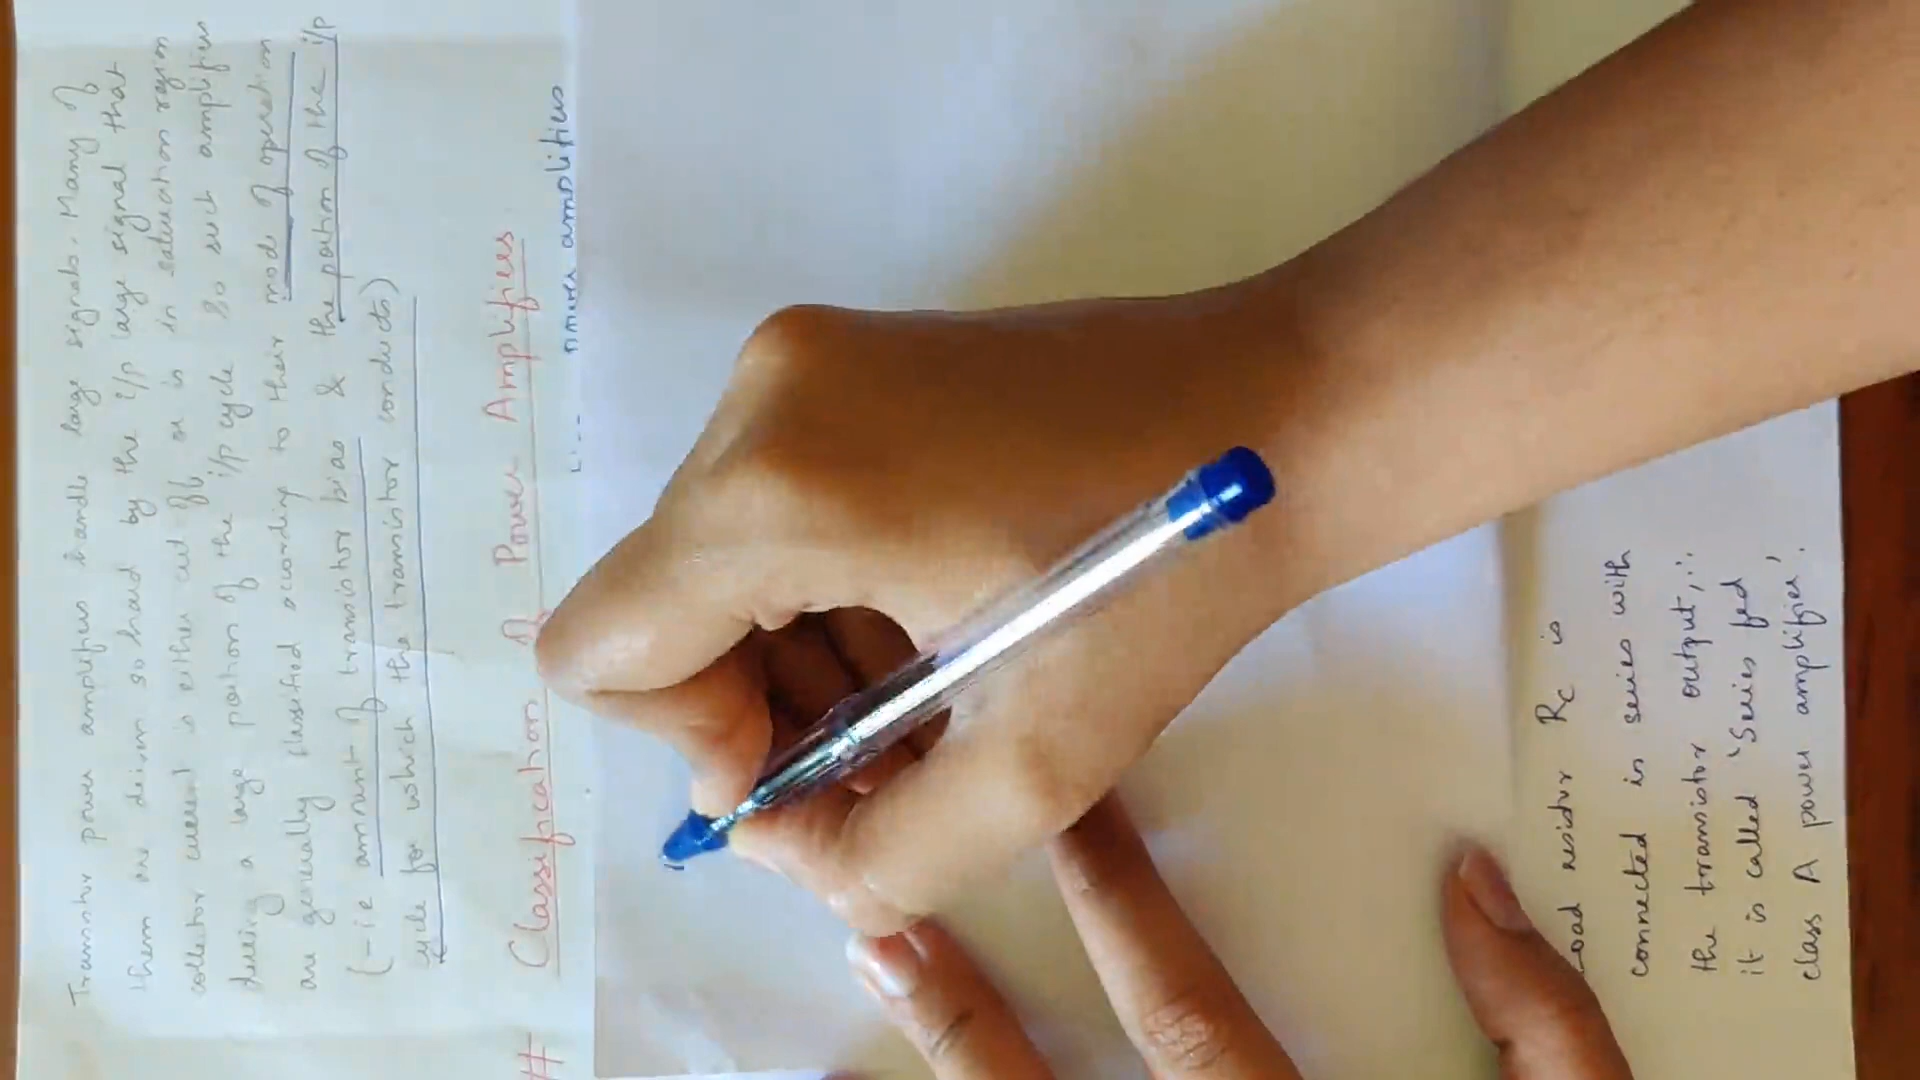 Transistor power amplifiers handle large signals. Many of
them are driven so hard by the i/p large signal that
collector current is either cut off or is in saturation region
during a large portion of the i/p cycle. So such amplifiers
are generally classified according to their mode of operation
(-ie amount of transistor bias & the portion of the i/p
cycle for which the transistor conducts)
# Classification of Power Amplifiers
power amplifiers
Load resistor Rc is
connected in series with
the transistor output, ∴
it is called 'Series fed
class A power amplifier'.